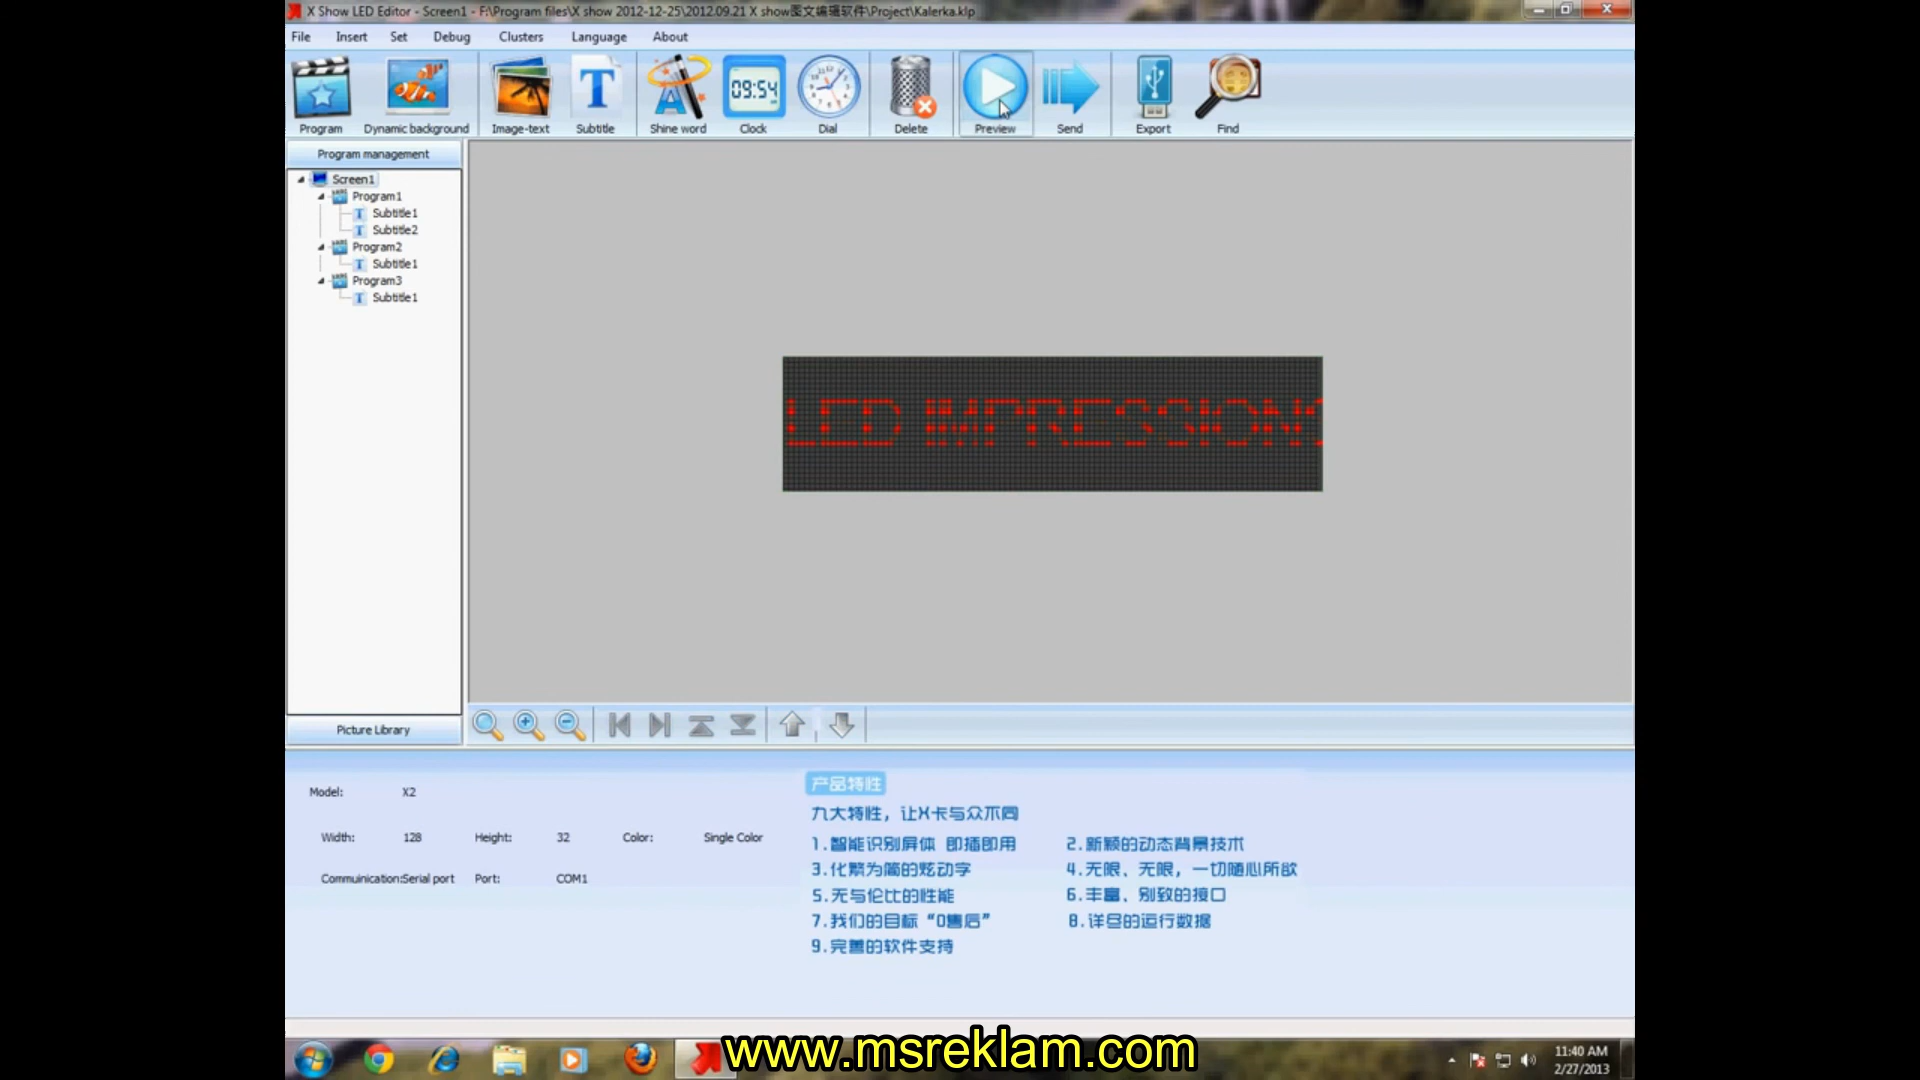 X Show LED Editor - Screen1 - F:\Program files\X show 2012-12-25\2012.09.21 X show图文编辑软件\Project\Kalerka.klp
File Insert Set Debug Clusters Language About
09:54
Program Dynamic background Image-text Subtitle Shine word Clock Dial Delete Preview Send Export Find
Program management
Screen1
Program1
Subtitle1
Subtitle2
Program2
Subtitle1
Program3
Subtitle1
LED IMPRESSIONS
Picture Library
Model: X2
Width: 128 Height: 32 Color: Single Color
Commuinication:Serial port Port: COM1
产品特性
九大特性，让X卡与众不同
1.智能识别屏体 即插即用
2.新颖的动态背景技术
3.化繁为简的炫动字
4.无限、无限，一切随心所欲
5.无与伦比的性能
6.丰富、别致的接口
7.我们的目标“0售后”
8.详尽的运行数据
9.完善的软件支持
www.msreklam.com
11:40 AM
2/27/2013